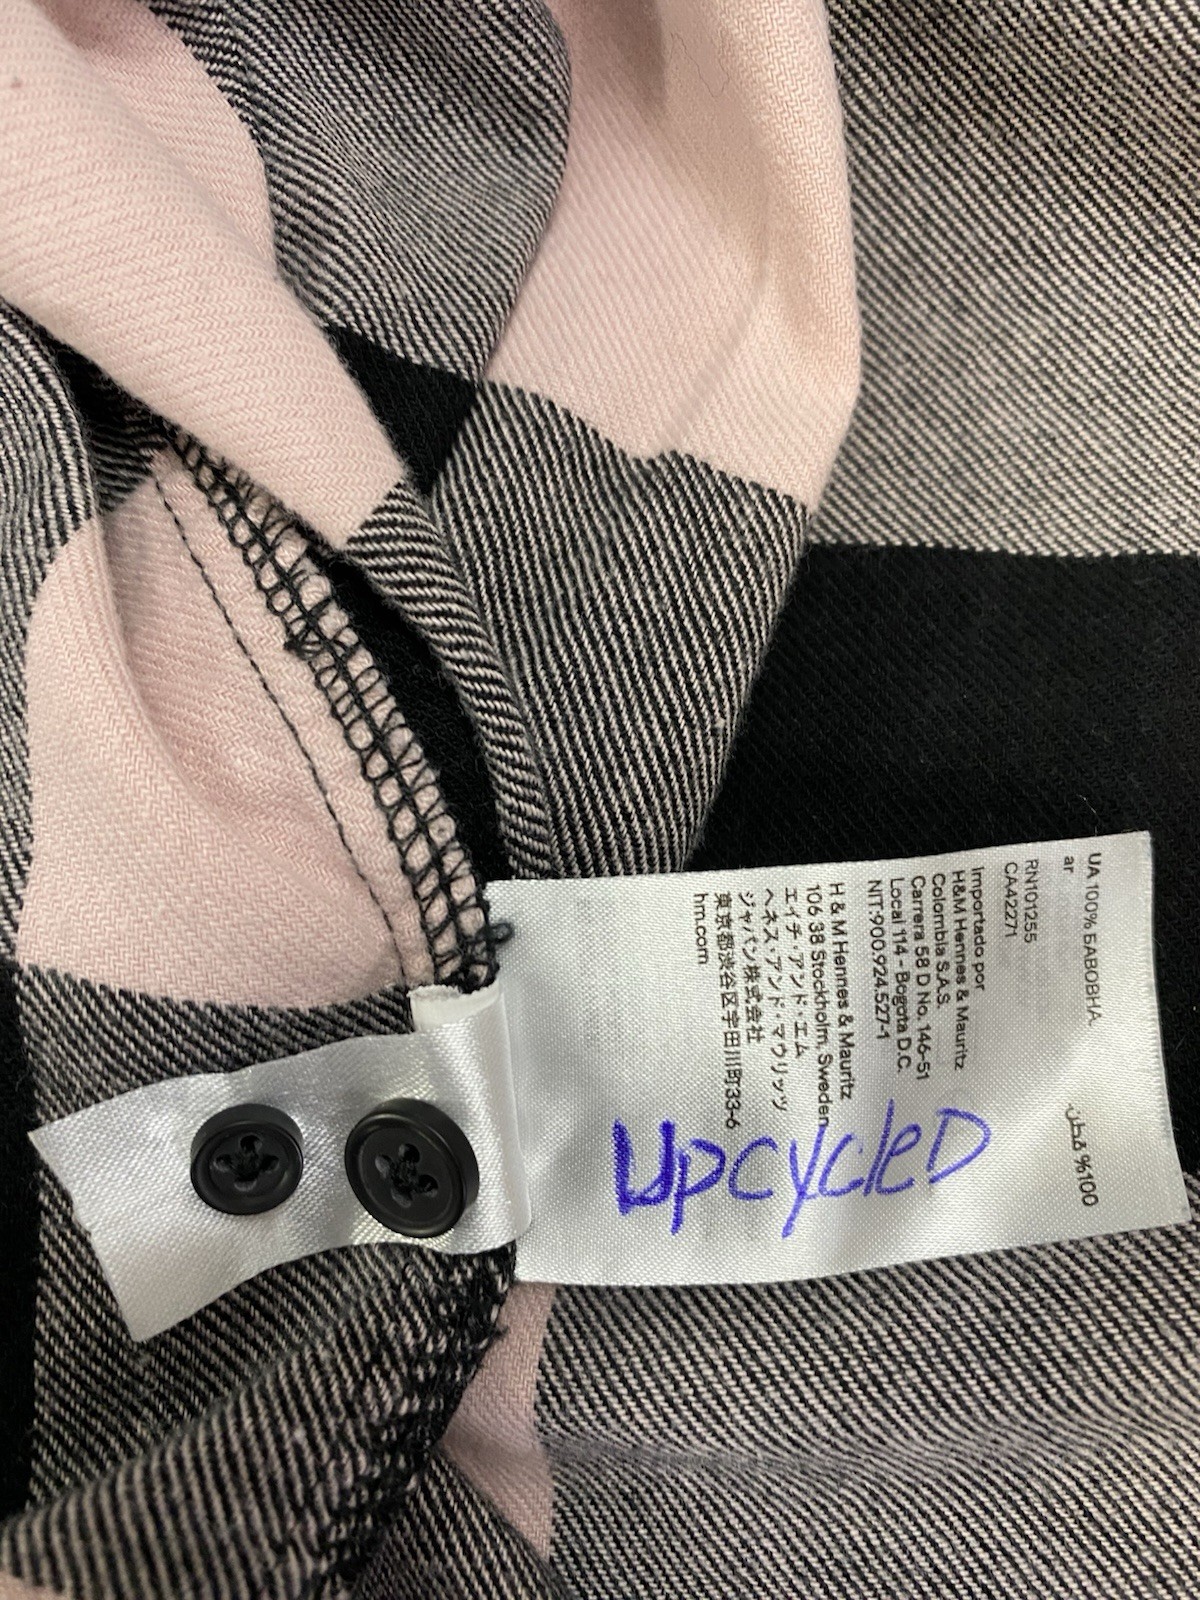 UA 100% БАВОВНА.
ar
.قطن %100
RN101255
CA42271
Importado por
H&M Hennes & Mauritz
Colombia S.A.S.
Carrera 58 D No. 146-51
Local 114 - Bogota D.C.
NIT:900.924.527-1
H & M Hennes & Mauritz
106 38 Stockholm, Sweden
エイチ・アンド・エム
ヘネス・アンド・マウリッツ
ジャパン株式会社
東京都渋谷区宇田川町33-6
hm.com
UpcycleD